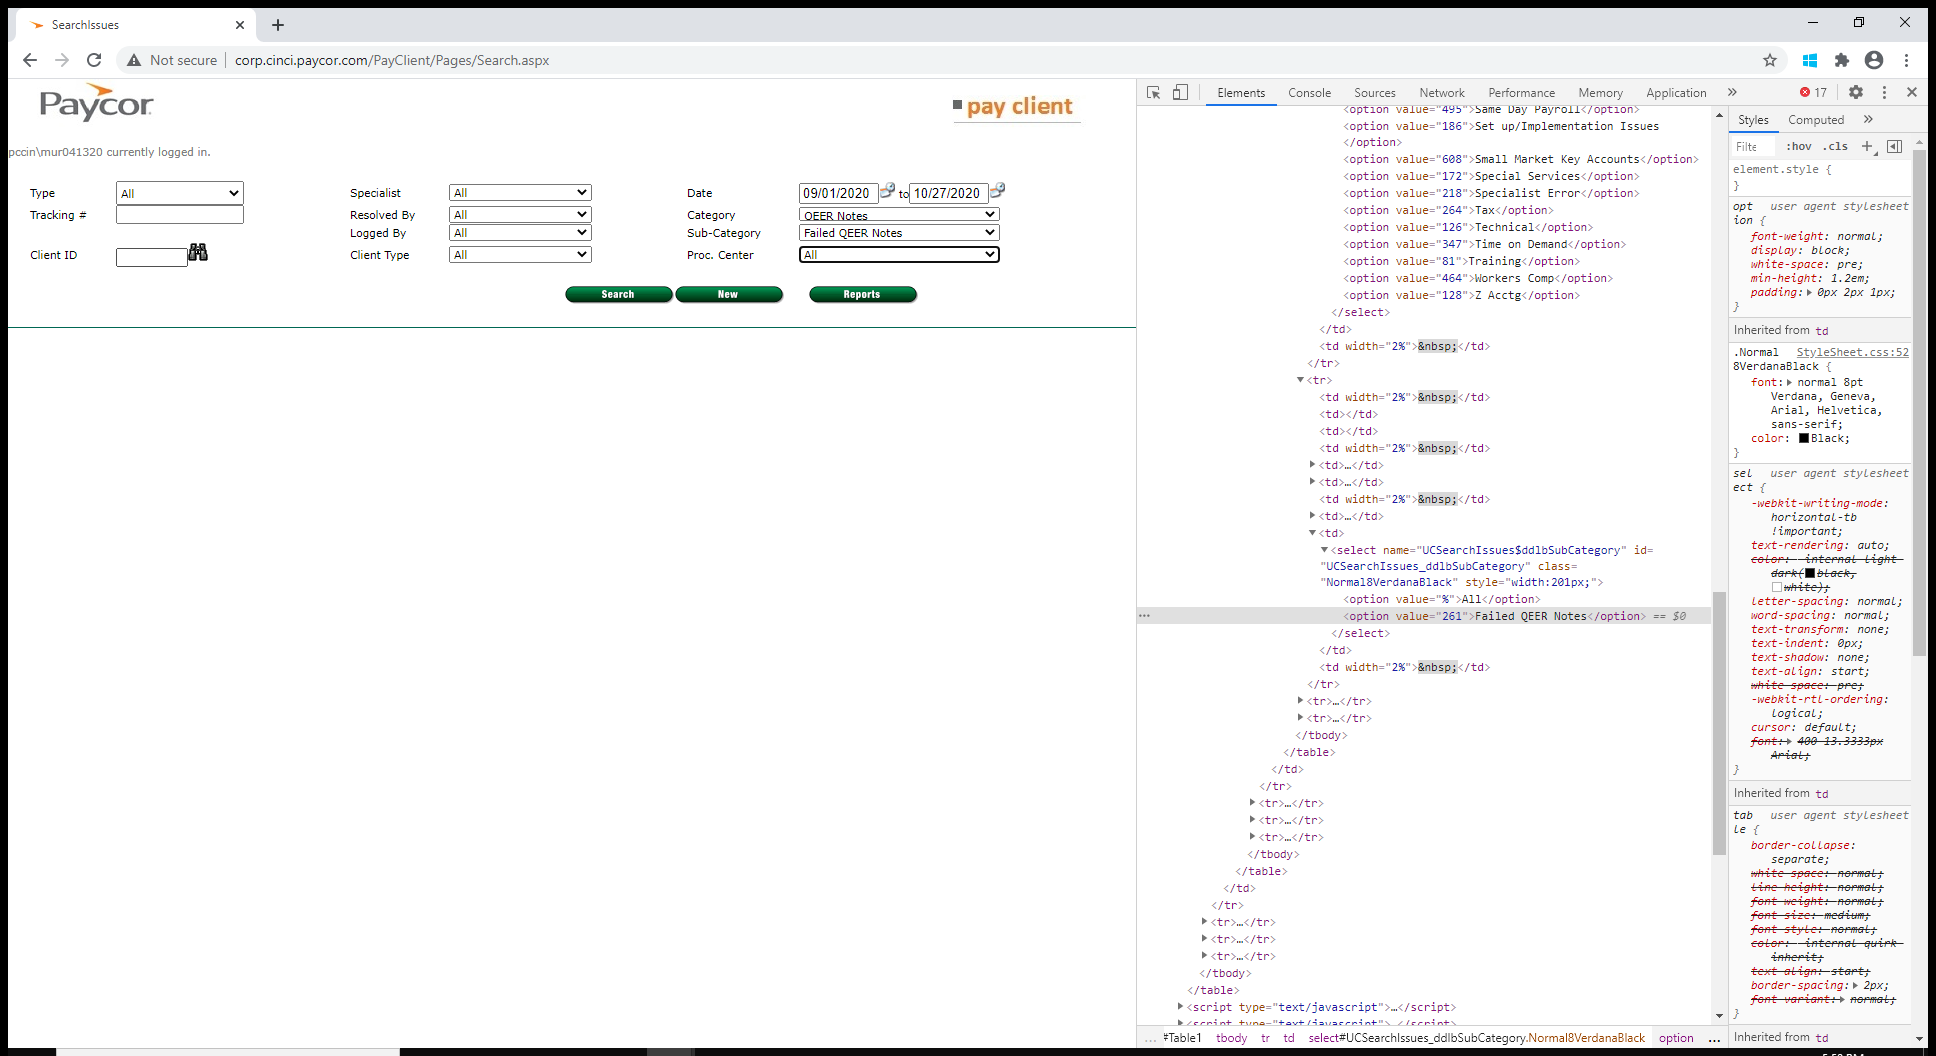 SearchIssues
Not secure corp.cinci.paycor.com/PayClient/Pages/Search.aspx
Paycor
pay client
pccin\mur041320 currently logged in.
Type All Specialist All Date 09/01/2020 to 10/27/2020
Tracking # Resolved By All Category QEER Notes
Logged By All Sub-Category Failed QEER Notes
Client ID Client Type All Proc. Center All
Search New Reports
Elements Console Sources Network Performance Memory Application » 17
<option value="495">Same Day Payroll</option>
<option value="186">Set up/Implementation Issues
</option>
<option value="608">Small Market Key Accounts</option>
<option value="172">Special Services</option>
<option value="218">Specialist Error</option>
<option value="264">Tax</option>
<option value="126">Technical</option>
<option value="347">Time on Demand</option>
<option value="81">Training</option>
<option value="464">Workers Comp</option>
<option value="128">Z Acctg</option>
</select>
</td>
<td width="2%">&nbsp;</td>
</tr>
<tr>
<td width="2%">&nbsp;</td>
<td></td>
<td></td>
<td width="2%">&nbsp;</td>
<td>…</td>
<td>…</td>
<td width="2%">&nbsp;</td>
<td>…</td>
<td>
<select name="UCSearchIssues$ddlbSubCategory" id=
"UCSearchIssues_ddlbSubCategory" class=
"Normal8VerdanaBlack" style="width:201px;">
<option value="%">All</option>
<option value="261">Failed QEER Notes</option> == $0
</select>
</td>
<td width="2%">&nbsp;</td>
</tr>
<tr>…</tr>
<tr>…</tr>
</tbody>
</table>
</td>
</tr>
<tr>…</tr>
<tr>…</tr>
<tr>…</tr>
</tbody>
</table>
</td>
</tr>
<tr>…</tr>
<tr>…</tr>
<tr>…</tr>
</tbody>
</table>
<script type="text/javascript">…</script>
<script type="text/javascript">…</script>
... #Table1 tbody tr td select#UCSearchIssues_ddlbSubCategory.Normal8VerdanaBlack option ...
Styles Computed »
Filte :hov .cls +
element.style {
}
opt user agent stylesheet
ion {
font-weight: normal;
display: block;
white-space: pre;
min-height: 1.2em;
padding: 0px 2px 1px;
}
Inherited from td
.Normal StyleSheet.css:52
8VerdanaBlack {
font: normal 8pt
Verdana, Geneva,
Arial, Helvetica,
sans-serif;
color: Black;
}
sel user agent stylesheet
ect {
-webkit-writing-mode:
horizontal-tb
!important;
text-rendering: auto;
color: -internal-light-
dark(black,
white);
letter-spacing: normal;
word-spacing: normal;
text-transform: none;
text-indent: 0px;
text-shadow: none;
text-align: start;
white-space: pre;
-webkit-rtl-ordering:
logical;
cursor: default;
font: 400 13.3333px
Arial;
}
Inherited from td
tab user agent stylesheet
le {
border-collapse:
separate;
white-space: normal;
line-height: normal;
font-weight: normal;
font-size: medium;
font-style: normal;
color: -internal-quirk-
inherit;
text-align: start;
border-spacing: 2px;
font-variant: normal;
}
Inherited from td